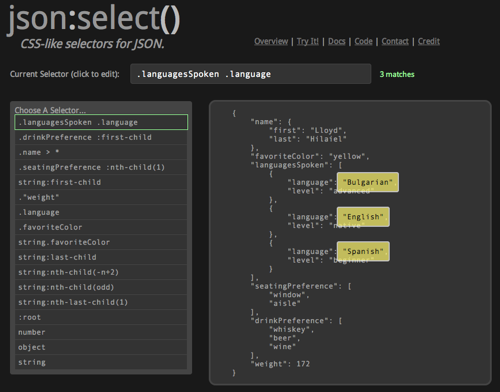 json:select()
CSS-like selectors for JSON.
Overview | Try It! | Docs | Code | Contact | Credit
Current Selector (click to edit):
.languagesSpoken .language
3 matches
Choose A Selector...
.languagesSpoken .language
.drinkPreference :first-child
.name > *
.seatingPreference :nth-child(1)
string:first-child
."weight"
.language
.favoriteColor
string.favoriteColor
string:last-child
string:nth-child(-n+2)
string:nth-child(odd)
string:nth-last-child(1)
:root
number
object
string
{
"name": {
"first": "Lloyd",
"last": "Hilaiel"
},
"favoriteColor": "yellow",
"languagesSpoken": [
{
"language": "Bulgarian",
"level": "advanced"
},
{
"language": "English",
"level": "native"
},
{
"language": "Spanish",
"level": "beginner"
}
],
"seatingPreference": [
"window",
"aisle"
],
"drinkPreference": [
"whiskey",
"beer",
"wine"
],
"weight": 172
}